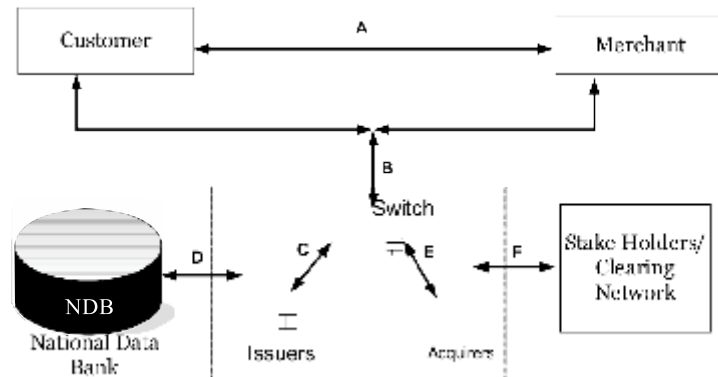 A
Customer
Merchant
B
Switch
D
C
E
F
Stake Holders/
Clearing
Network
NDB
National Data
Bank
Issuers
Acquirers